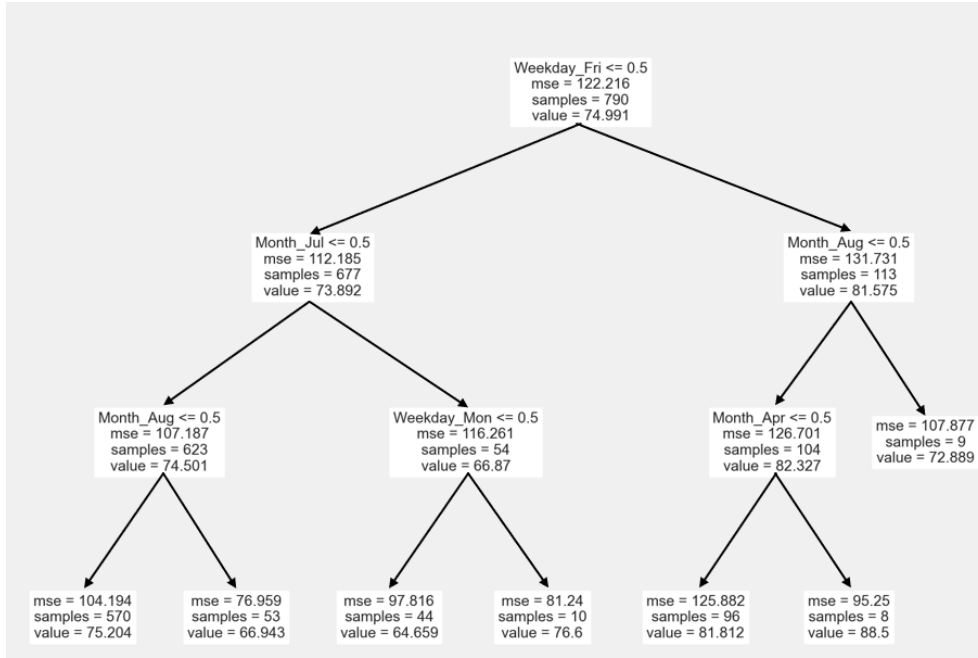 Weekday_Fri <= 0.5
mse = 122.216
samples = 790
value = 74.991
Month_Jul <= 0.5
mse = 112.185
samples = 677
value = 73.892
Month_Aug <= 0.5
mse = 131.731
samples = 113
value = 81.575
Month_Aug <= 0.5
mse = 107.187
samples = 623
value = 74.501
Weekday_Mon <= 0.5
mse = 116.261
samples = 54
value = 66.87
Month_Apr <= 0.5
mse = 126.701
samples = 104
value = 82.327
mse = 107.877
samples = 9
value = 72.889
mse = 104.194
samples = 570
value = 75.204
mse = 76.959
samples = 53
value = 66.943
mse = 97.816
samples = 44
value = 64.659
mse = 81.24
samples = 10
value = 76.6
mse = 125.882
samples = 96
value = 81.812
mse = 95.25
samples = 8
value = 88.5